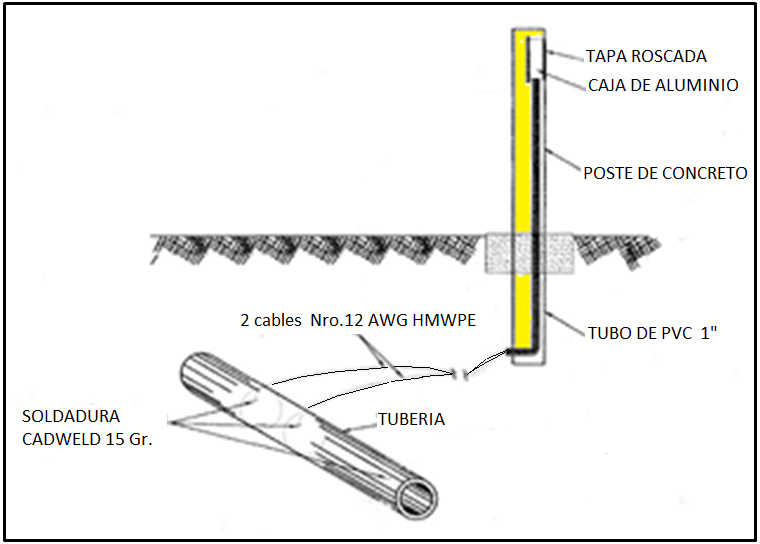 TAPA ROSCADA
CAJA DE ALUMINIO
POSTE DE CONCRETO
2 cables Nro.12 AWG HMWPE
TUBO DE PVC 1"
SOLDADURA
CADWELD 15 Gr.
TUBERIA